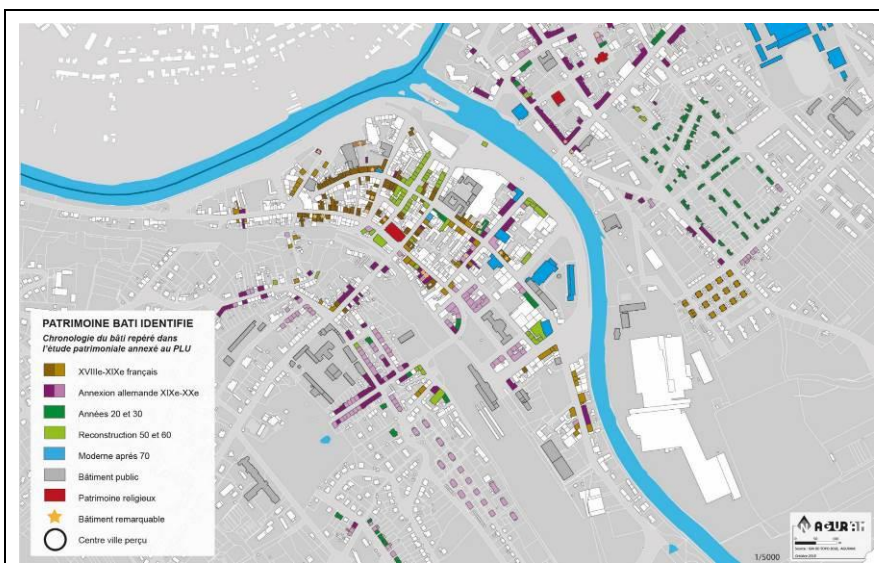 PATRIMOINE BATI IDENTIFIE
Chronologie du bâti repéré dans
l'étude patrimoniale annexé au PLU
XVIIIe-XIXe français
Annexion allemande XIXe-XXe
Années 20 et 30
Reconstruction 50 et 60
Moderne après 70
Bâtiment public
Patrimoine religieux
Bâtiment remarquable
Centre ville perçu
AGURAM
1/5000